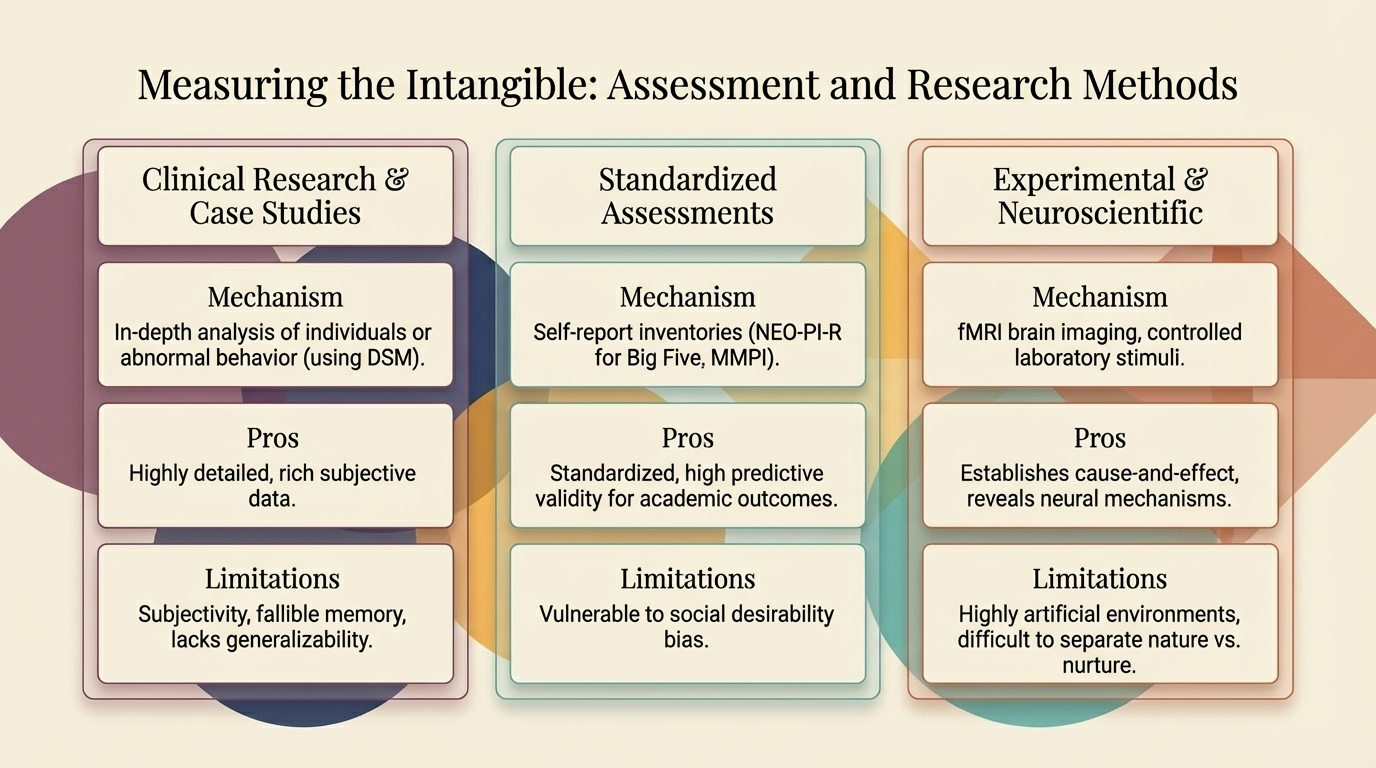 Measuring the Intangible: Assessment and Research Methods
Clinical Research &
Case Studies
Mechanism
In-depth analysis of individuals or
abnormal behavior (using DSM).
Pros
Highly detailed, rich subjective
data.
Limitations
Subjectivity, fallible memory,
lacks generalizability.
Standardized
Assessments
Mechanism
Self-report inventories (NEO-PI-R
for Big Five, MMPI).
Pros
Standardized, high predictive
validity for academic outcomes.
Limitations
Vulnerable to social desirability
bias.
Experimental &
Neuroscientific
Mechanism
fMRI brain imaging, controlled
laboratory stimuli.
Pros
Establishes cause-and-effect,
reveals neural mechanisms.
Limitations
Highly artificial environments,
difficult to separate nature vs.
nurture.